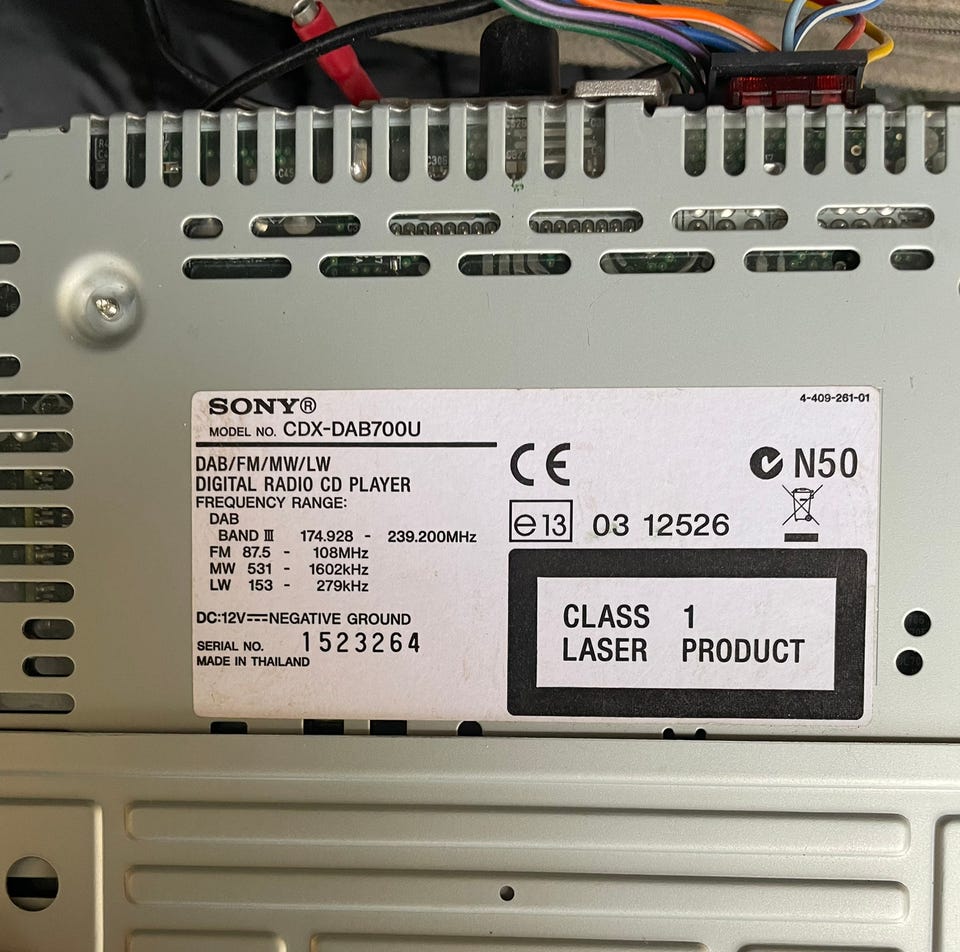 SONY®
4-409-261-01
MODEL NO. CDX-DAB700U
DAB/FM/MW/LW
DIGITAL RADIO CD PLAYER
FREQUENCY RANGE:
DAB
BAND III 174.928 - 239.200MHz
FM 87.5 - 108MHz
MW 531 - 1602kHz
LW 153 - 279kHz
DC:12V⎓NEGATIVE GROUND
SERIAL NO. 1523264
MADE IN THAILAND
CE
N50
e13 03 12526
CLASS 1
LASER PRODUCT